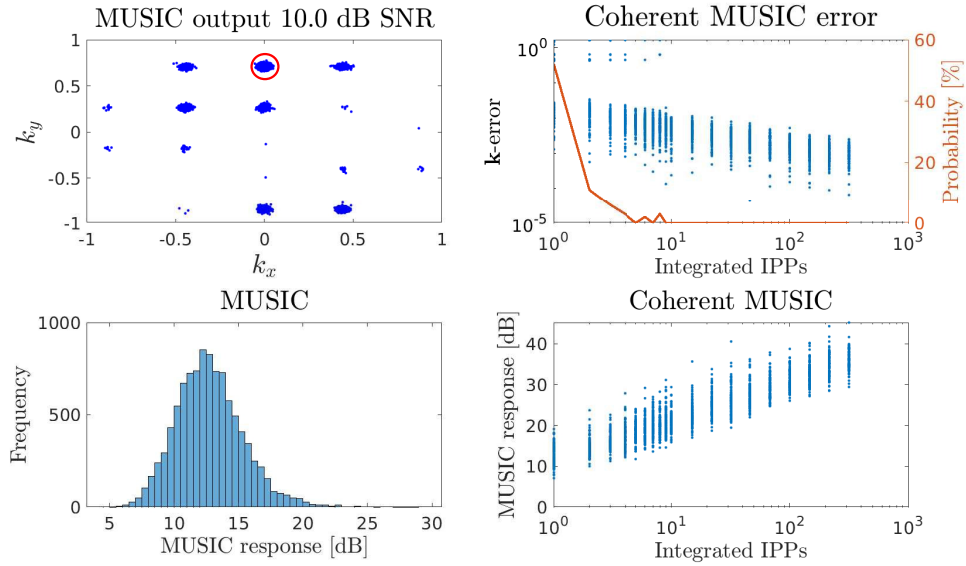 MUSIC output 10.0 dB SNR
1
0.5
0
-0.5
-1
k_y
-1
-0.5
0
0.5
1
k_x
Coherent MUSIC error
10^0
10^-5
k-error
60
40
20
0
Probability [%]
10^0
10^1
10^2
10^3
Integrated IPPs
MUSIC
1000
500
0
Frequency
5
10
15
20
25
30
MUSIC response [dB]
Coherent MUSIC
40
30
20
10
0
MUSIC response [dB]
10^0
10^1
10^2
10^3
Integrated IPPs